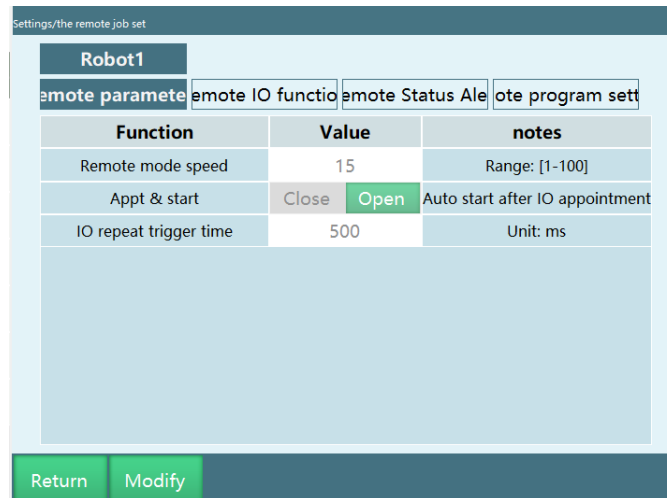 Settings/the remote job set
Robot1
emote paramete emote IO functio emote Status Ale ote program sett
Function Value notes
Remote mode speed 15 Range: [1-100]
Appt & start Close Open Auto start after IO appointment
IO repeat trigger time 500 Unit: ms
Return Modify